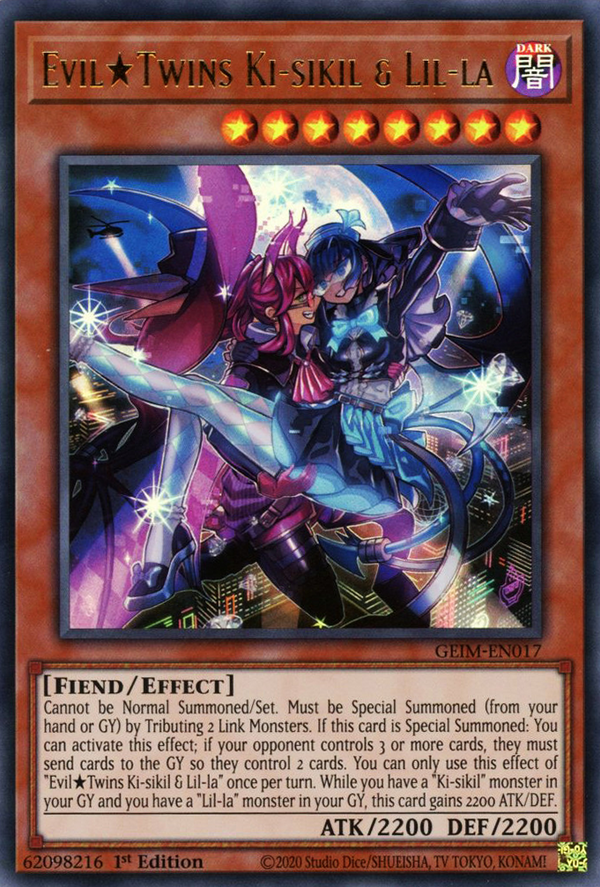 EVIL★TWINS KI-SIKIL & LIL-LA
DARK
闇
GEIM-EN017
[FIEND/EFFECT]
Cannot be Normal Summoned/Set. Must be Special Summoned (from your
hand or GY) by Tributing 2 Link Monsters. If this card is Special Summoned: You
can activate this effect; if your opponent controls 3 or more cards, they must
send cards to the GY so they control 2 cards. You can only use this effect of
"Evil★Twins Ki-sikil & Lil-la" once per turn. While you have a "Ki-sikil" monster in
your GY and you have a "Lil-la" monster in your GY, this card gains 2200 ATK/DEF.
ATK/2200 DEF/2200
62098216 1st Edition ©2020 Studio Dice/SHUEISHA, TV TOKYO, KONAMI